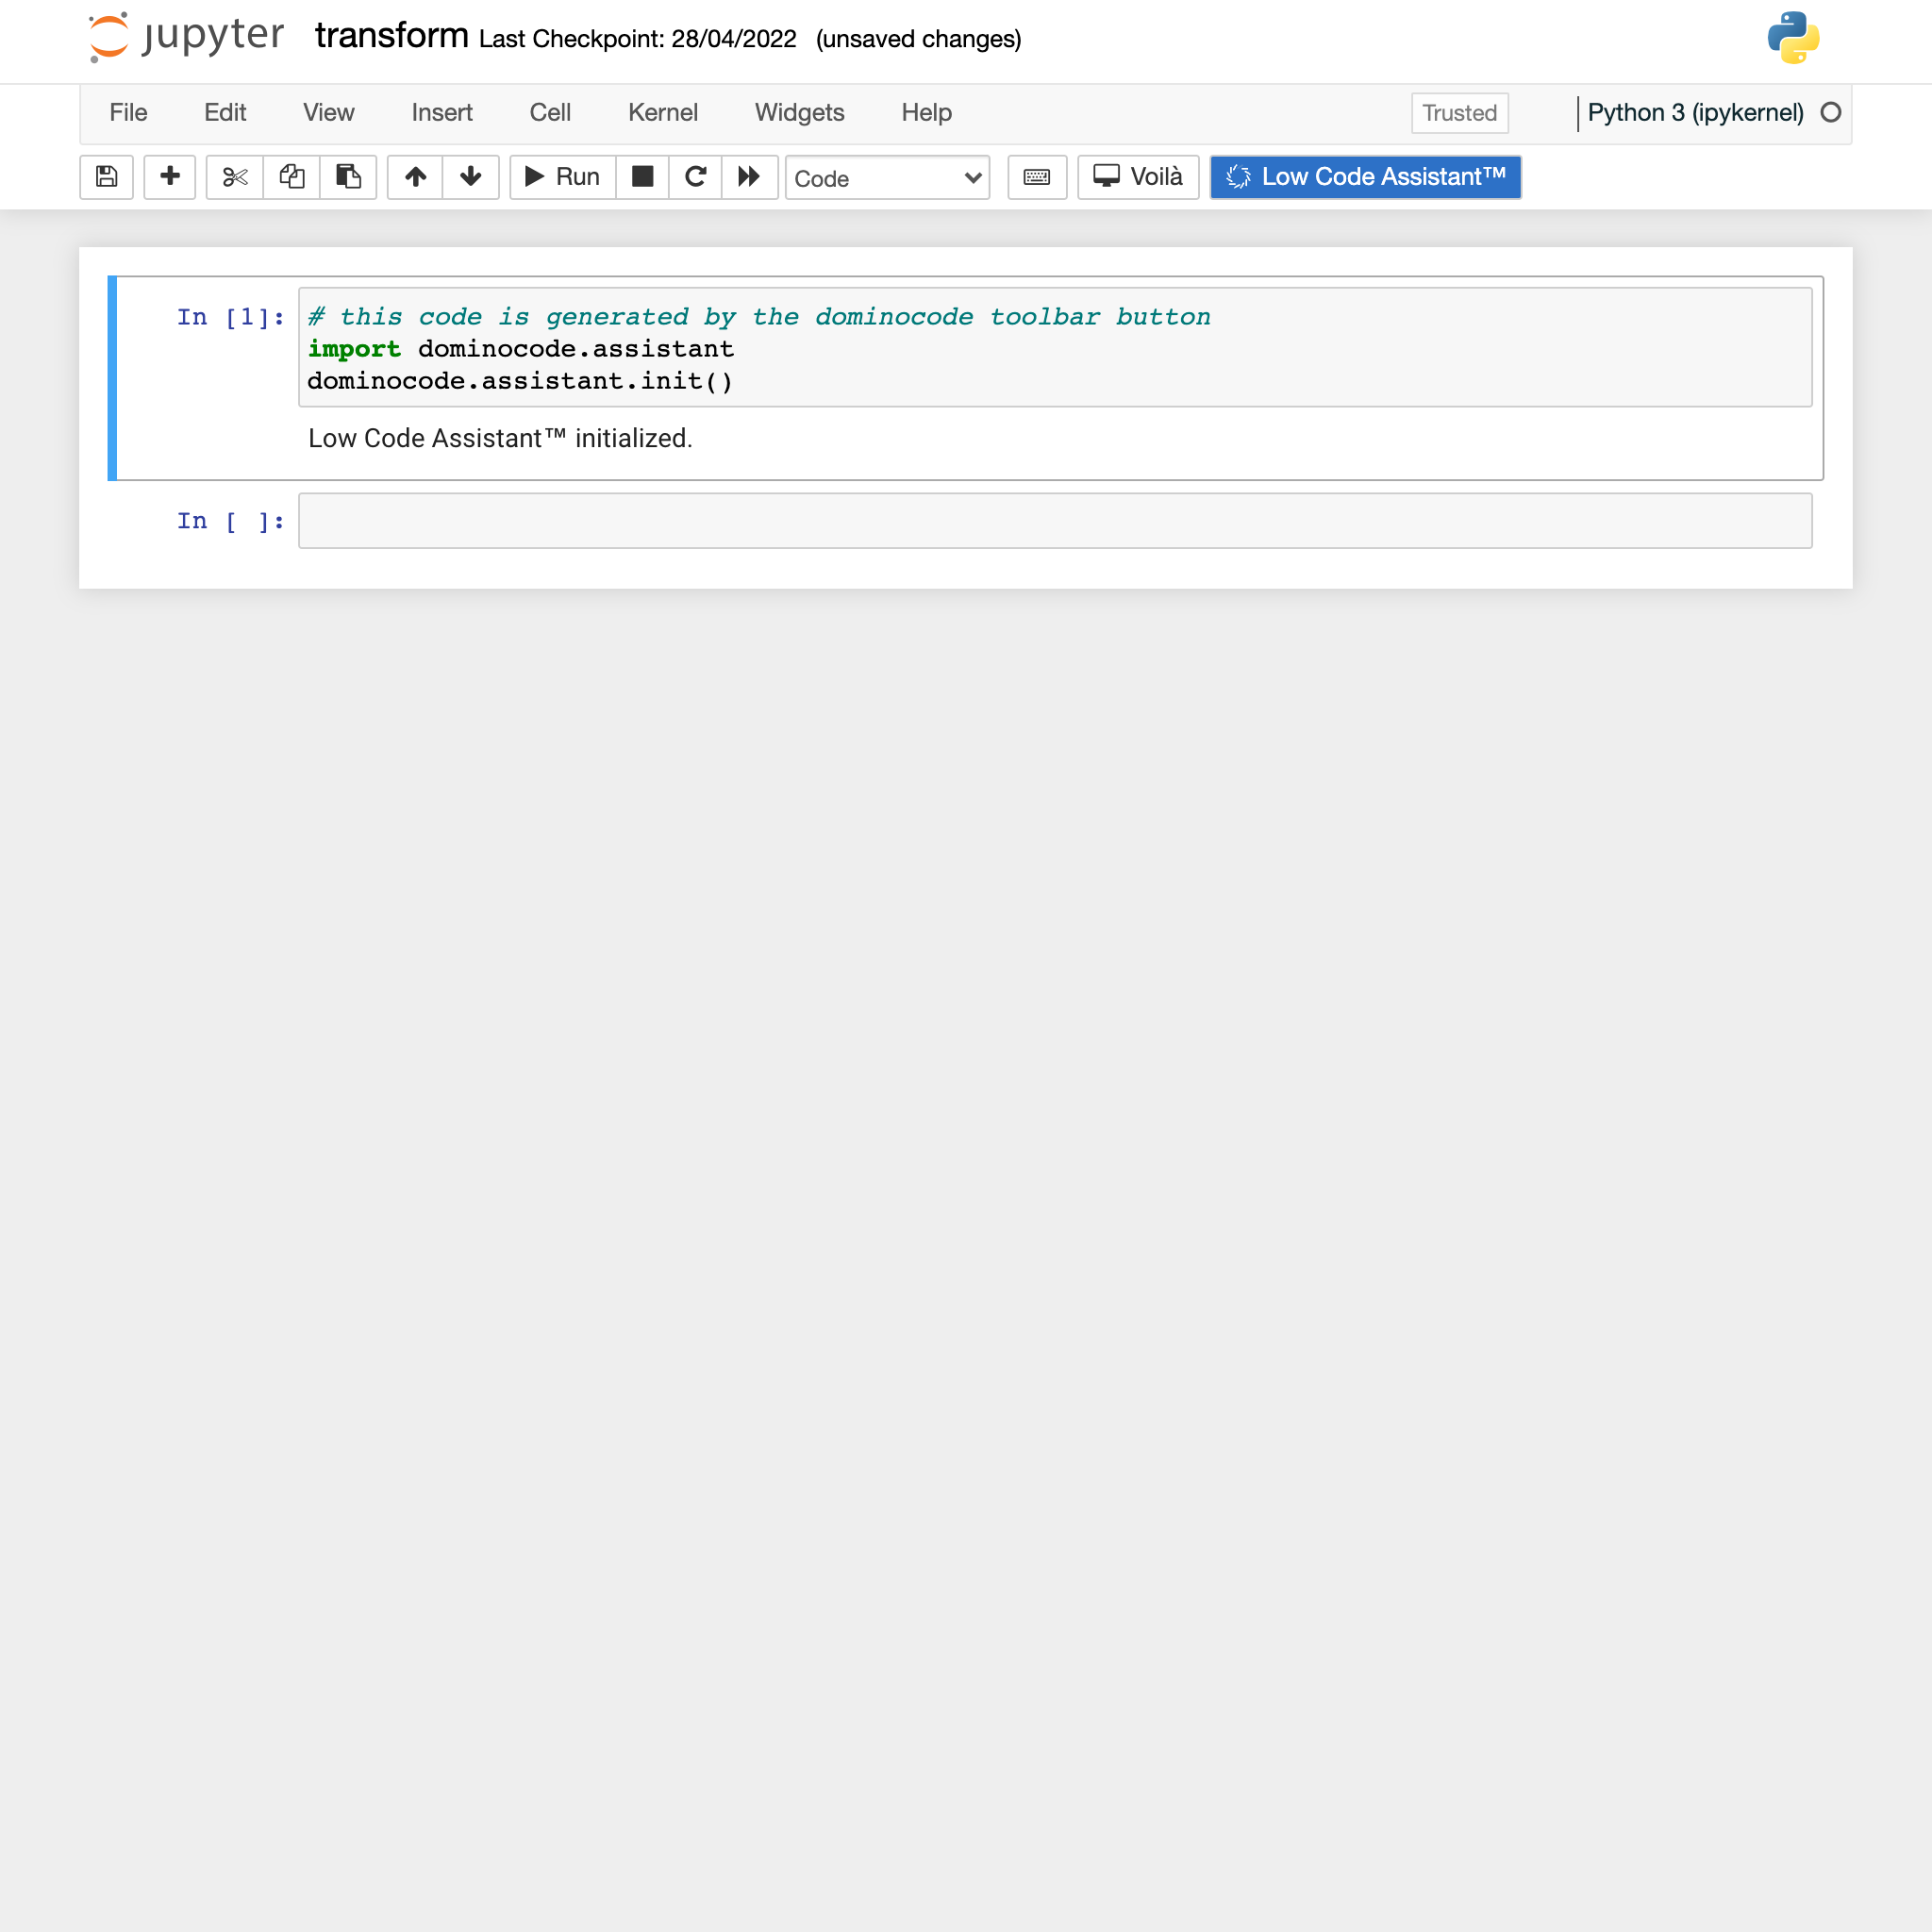 jupyter transform Last Checkpoint: 28/04/2022 (unsaved changes)
File Edit View Insert Cell Kernel Widgets Help Trusted Python 3 (ipykernel)
Run Code Voilà Low Code Assistant™
In [1]: # this code is generated by the dominocode toolbar button
import dominocode.assistant
dominocode.assistant.init()
Low Code Assistant™ initialized.
In [ ]: